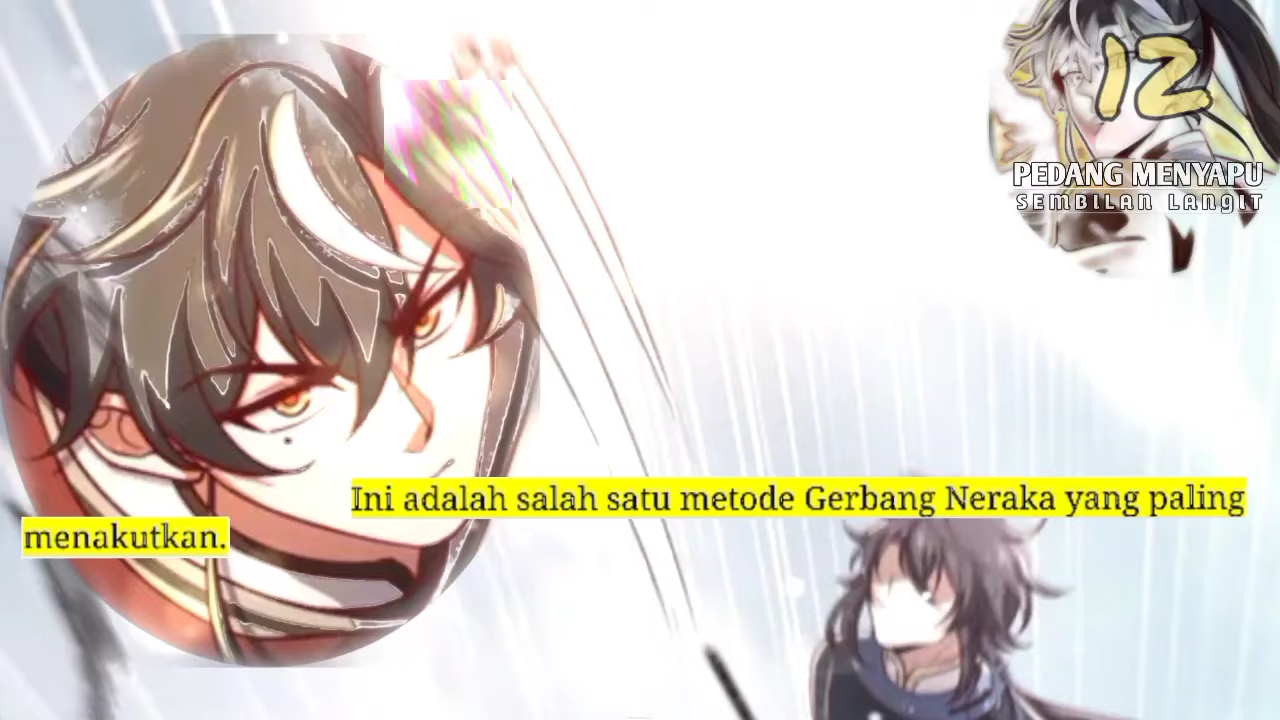 12
PEDANG MENYAPU
SEMBILAN LANGIT
Ini adalah salah satu metode Gerbang Neraka yang paling
menakutkan.